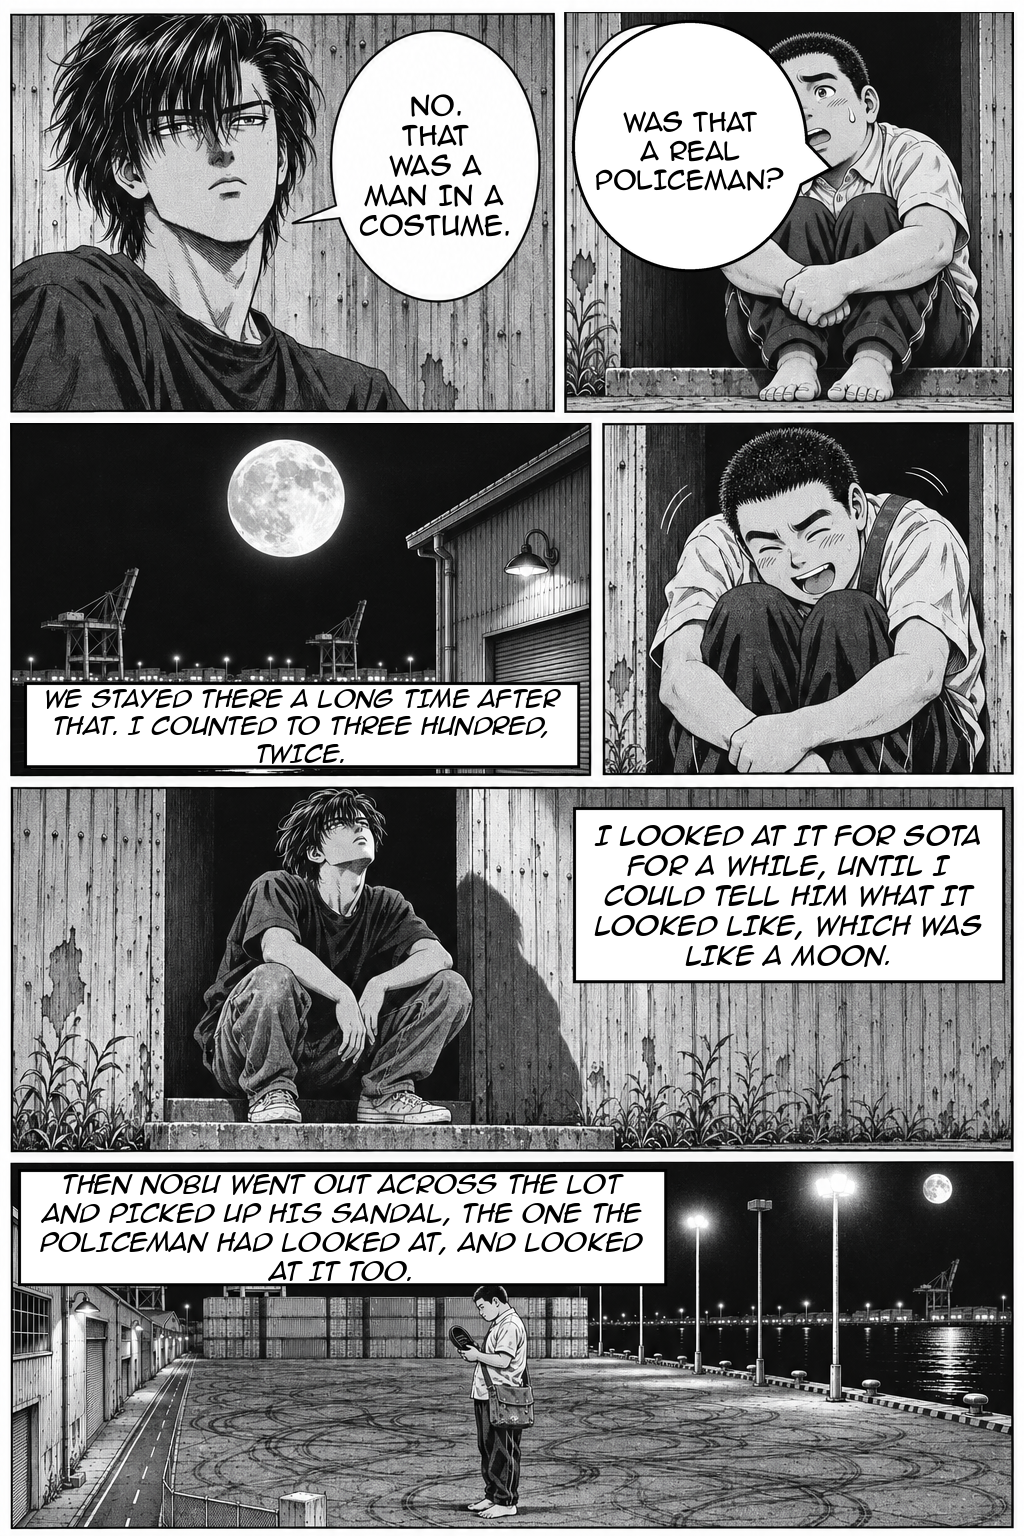 WAS THAT
A REAL
POLICEMAN?
NO.
THAT
WAS A
MAN IN A
COSTUME.
WE STAYED THERE A LONG TIME AFTER
THAT. I COUNTED TO THREE HUNDRED,
TWICE.
I LOOKED AT IT FOR SOTA
FOR A WHILE, UNTIL I
COULD TELL HIM WHAT IT
LOOKED LIKE, WHICH WAS
LIKE A MOON.
THEN NOBU WENT OUT ACROSS THE LOT
AND PICKED UP HIS SANDAL, THE ONE THE
POLICEMAN HAD LOOKED AT, AND LOOKED
AT IT TOO.